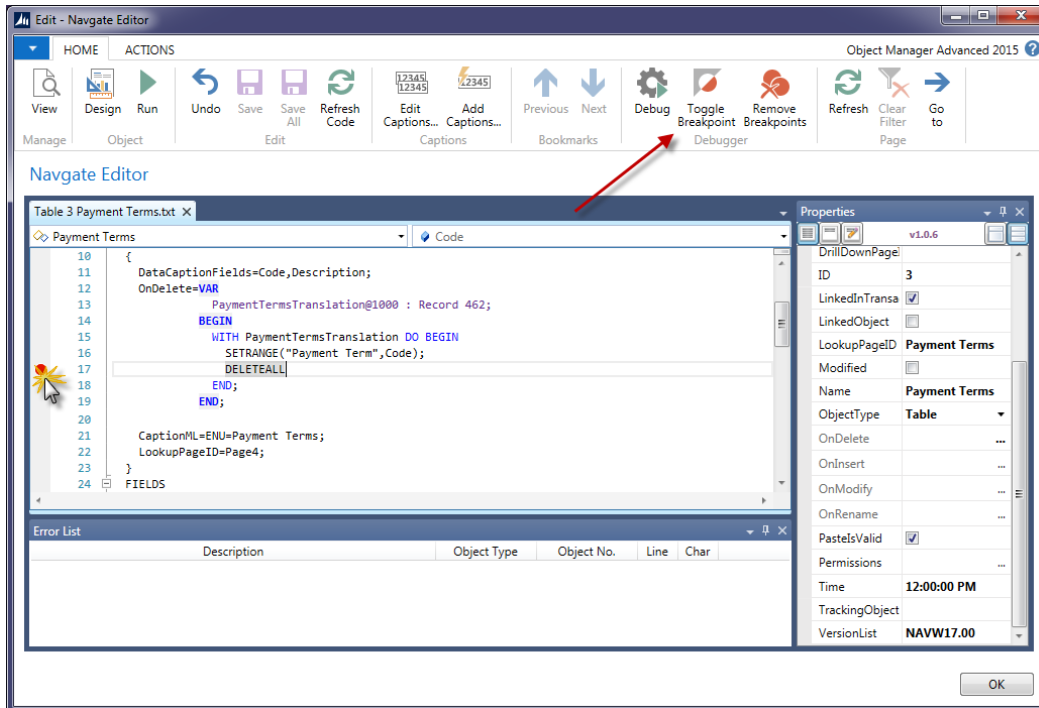 Edit - Navgate Editor
HOME ACTIONS Object Manager Advanced 2015
View Design Run Undo Save Save All Refresh Code Edit Captions... Add Captions... Previous Next Debug Toggle Breakpoint Remove Breakpoints Refresh Clear Filter Go to
Manage Object Edit Captions Bookmarks Debugger Page
Navgate Editor
Table 3 Payment Terms.txt
Payment Terms Code
10 {
11 DataCaptionFields=Code,Description;
12 OnDelete=VAR
13 PaymentTermsTranslation@1000 : Record 462;
14 BEGIN
15 WITH PaymentTermsTranslation DO BEGIN
16 SETRANGE("Payment Term",Code);
17 DELETEALL
18 END;
19 END;
20
21 CaptionML=ENU=Payment Terms;
22 LookupPageID=Page4;
23 }
24 FIELDS
Error List
Description Object Type Object No. Line Char
Properties
v1.0.6
DrillDownPageI
ID 3
LinkedInTransa
LinkedObject
LookupPageID Payment Terms
Modified
Name Payment Terms
ObjectType Table
OnDelete ...
OnInsert ...
OnModify ...
OnRename ...
PasteIsValid
Permissions ...
Time 12:00:00 PM
TrackingObject
VersionList NAVW17.00
OK